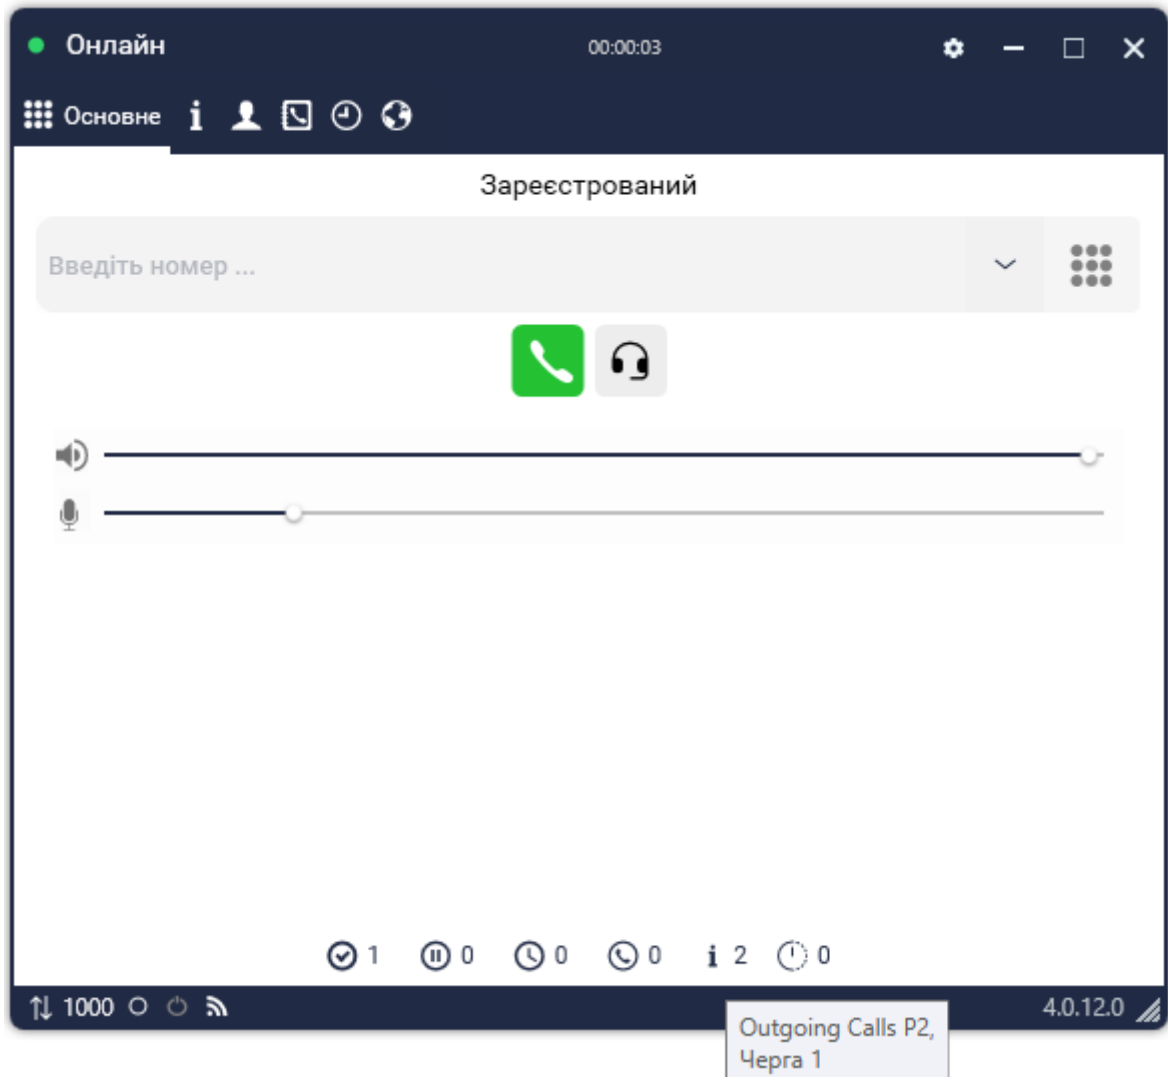 Онлайн 00:00:03
Основне
Зареєстрований
Введіть номер ...
1 0 0 0 2 0
1000 4.0.12.0
Outgoing Calls P2,
Черга 1